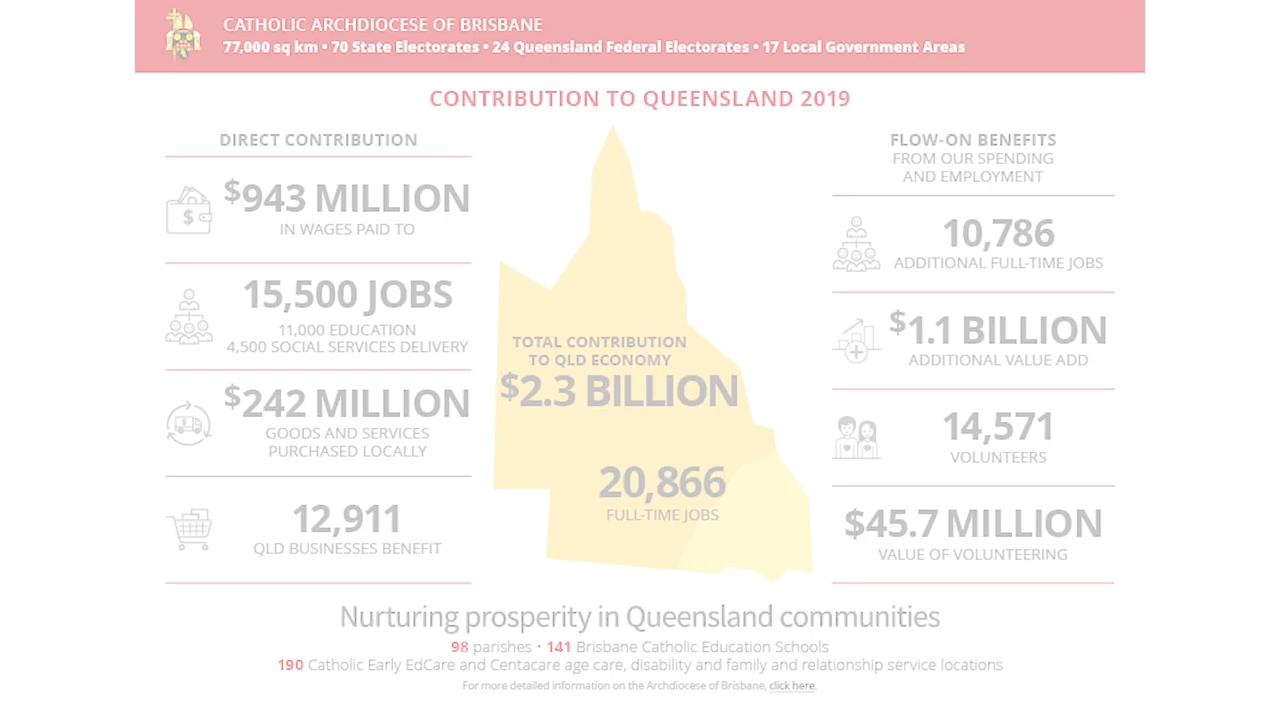 CATHOLIC ARCHDIOCESE OF BRISBANE
77,000 sq km • 70 State Electorates • 24 Queensland Federal Electorates • 17 Local Government Areas
CONTRIBUTION TO QUEENSLAND 2019
DIRECT CONTRIBUTION
$943 MILLION
IN WAGES PAID TO
15,500 JOBS
11,000 EDUCATION
4,500 SOCIAL SERVICES DELIVERY
$242 MILLION
GOODS AND SERVICES
PURCHASED LOCALLY
12,911
QLD BUSINESSES BENEFIT
TOTAL CONTRIBUTION
TO QLD ECONOMY
$2.3 BILLION
20,866
FULL-TIME JOBS
FLOW-ON BENEFITS
FROM OUR SPENDING
AND EMPLOYMENT
10,786
ADDITIONAL FULL-TIME JOBS
$1.1 BILLION
ADDITIONAL VALUE ADD
14,571
VOLUNTEERS
$45.7 MILLION
VALUE OF VOLUNTEERING
Nurturing prosperity in Queensland communities
98 parishes • 141 Brisbane Catholic Education Schools
190 Catholic Early EdCare and Centacare age care, disability and family and relationship service locations
For more detailed information on the Archdiocese of Brisbane, click here.